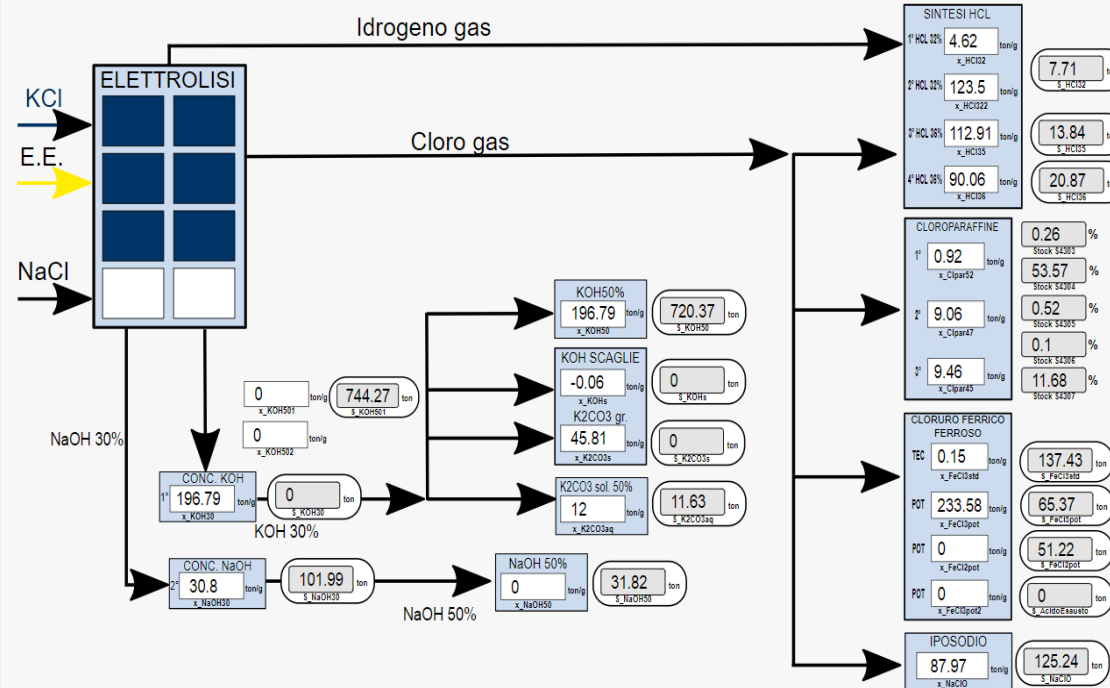 Idrogeno gas
ELETTROLISI
KCl
E.E.
NaCl
Cloro gas
SINTESI HCL
1° HCL 32% 4.62 ton/g
x_HCl32
2° HCL 32% 123.5 ton/g
x_HCl322
3° HCL 36% 112.91 ton/g
x_HCl35
4° HCL 36% 90.06 ton/g
x_HCl36
7.71
S_HCl32
13.84
S_HCl35
20.87
S_HCl36
CLOROPARAFFINE
1° 0.92 ton/g
x_Clpar52
2° 9.06 ton/g
x_Clpar47
3° 9.46 ton/g
x_Clpar45
0.26 %
Stock S4303
53.57 %
Stock S4304
0.52 %
Stock S4305
0.1 %
Stock S4306
11.68 %
Stock S4307
KOH50%
196.79 ton/g
x_KOH50
720.37 ton
S_KOH50
KOH SCAGLIE
-0.06 ton/g
x_KOHs
0 ton
S_KOHs
K2CO3 gr.
45.81 ton/g
x_K2CO3s
0 ton
S_K2CO3s
K2CO3 sol. 50%
12 ton/g
x_K2CO3aq
11.63 ton
S_K2CO3aq
0 ton/g
x_KOH501
744.27 ton
S_KOH501
0 ton/g
x_KOH502
NaOH 30%
CONC. KOH
1° 196.79 ton/g
x_KOH30
0 ton
S_KOH30
KOH 30%
CONC. NaOH
2° 30.8 ton/g
x_NaOH30
101.99 ton
S_NaOH30
NaOH 50%
NaOH 50%
0 ton/g
x_NaOH50
31.82 ton
S_NaOH50
CLORURO FERRICO
FERROSO
TEC 0.15 ton/g
x_FeCl3std
POT 233.58 ton/g
x_FeCl3pot
POT 0 ton/g
x_FeCl2pot
POT 0 ton/g
x_FeCl3pot2
137.43 ton
S_FeCl3std
65.37 ton
S_FeCl3pot
51.22 ton
S_FeCl2pot
0 ton
S_AcidoEsausto
IPOSODIO
87.97 ton/g
x_NaClO
125.24 ton
S_NaClO